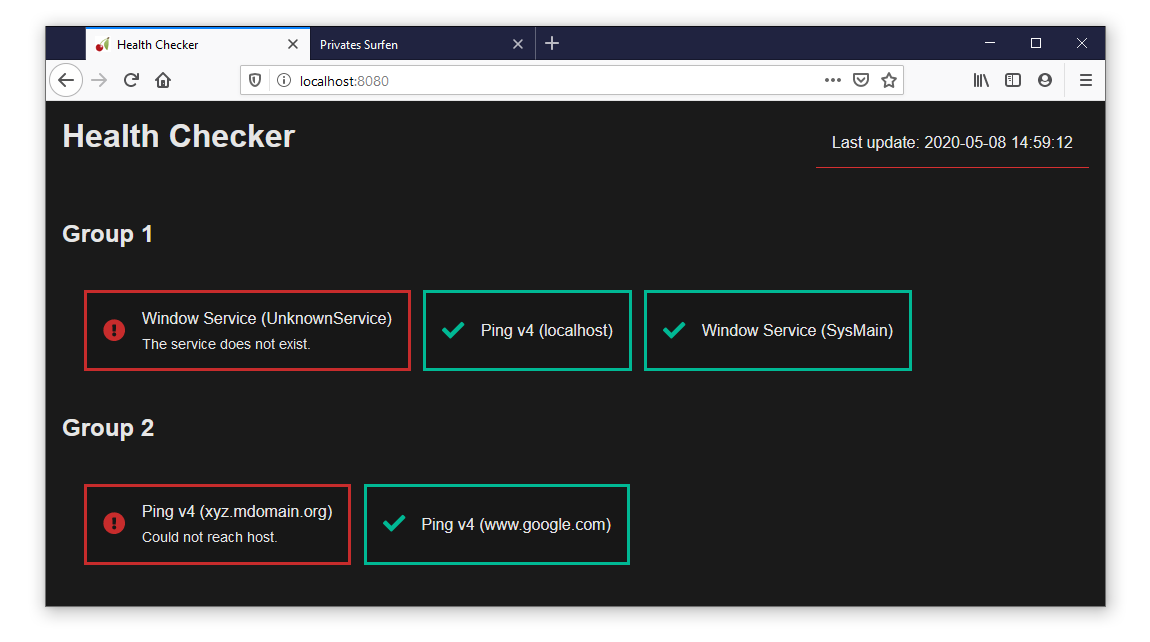 Health Checker
Privates Surfen
localhost:8080
Health Checker
Last update: 2020-05-08 14:59:12
Group 1
Window Service (UnknownService)
The service does not exist.
Ping v4 (localhost)
Window Service (SysMain)
Group 2
Ping v4 (xyz.mdomain.org)
Could not reach host.
Ping v4 (www.google.com)